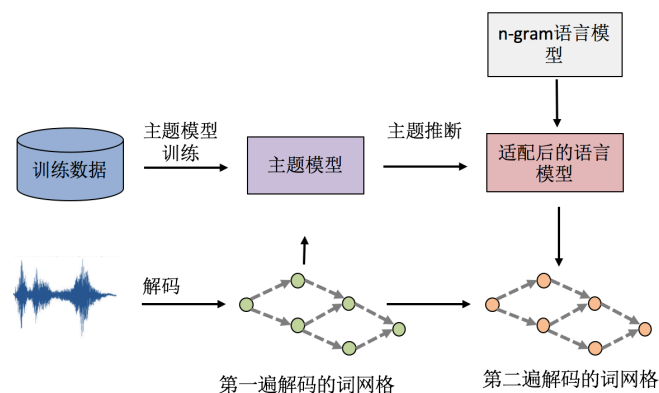 n-gram语言模
型
主题模型
训练
主题推断
训练数据
主题模型
适配后的语言
模型
解码
第一遍解码的词网格
第二遍解码的词网格